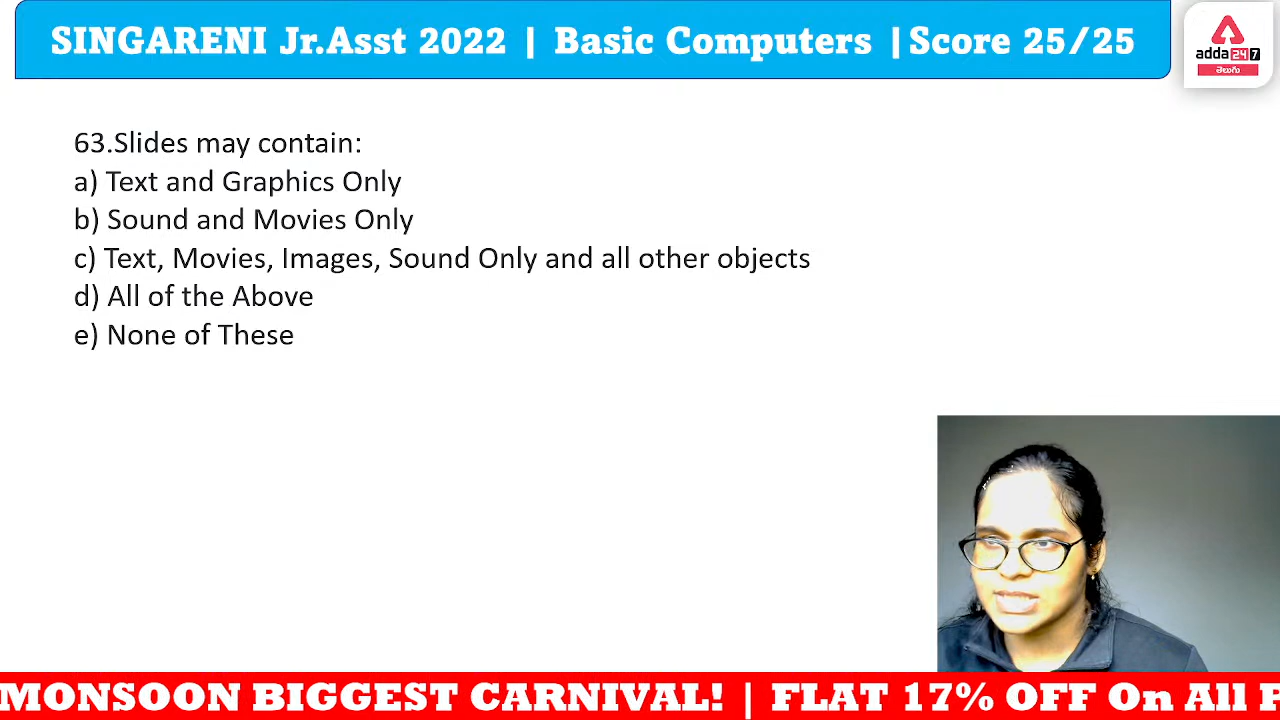 SINGARENI Jr.Asst 2022 | Basic Computers |Score 25/25
adda 24 7
తెలుగు
63.Slides may contain:
a) Text and Graphics Only
b) Sound and Movies Only
c) Text, Movies, Images, Sound Only and all other objects
d) All of the Above
e) None of These
MONSOON BIGGEST CARNIVAL! | FLAT 17% OFF On All